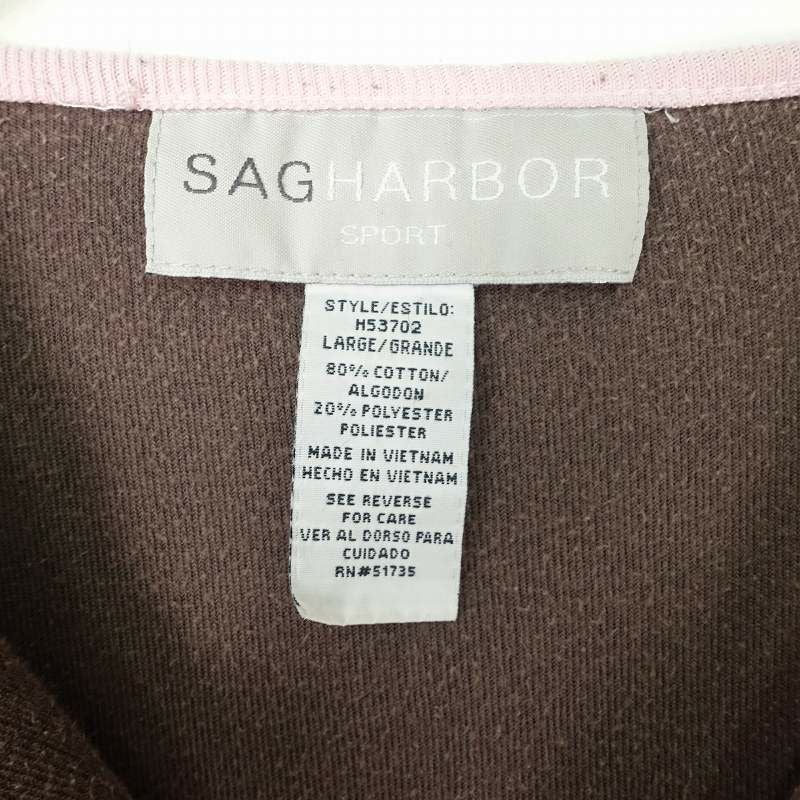 SAGHARBOR
SPORT
STYLE/ESTILO:
H53702
LARGE/GRANDE
80% COTTON/
ALGODON
20% POLYESTER
POLIESTER
MADE IN VIETNAM
HECHO EN VIETNAM
SEE REVERSE
FOR CARE
VER AL DORSO PARA
CUIDADO
RN#51735